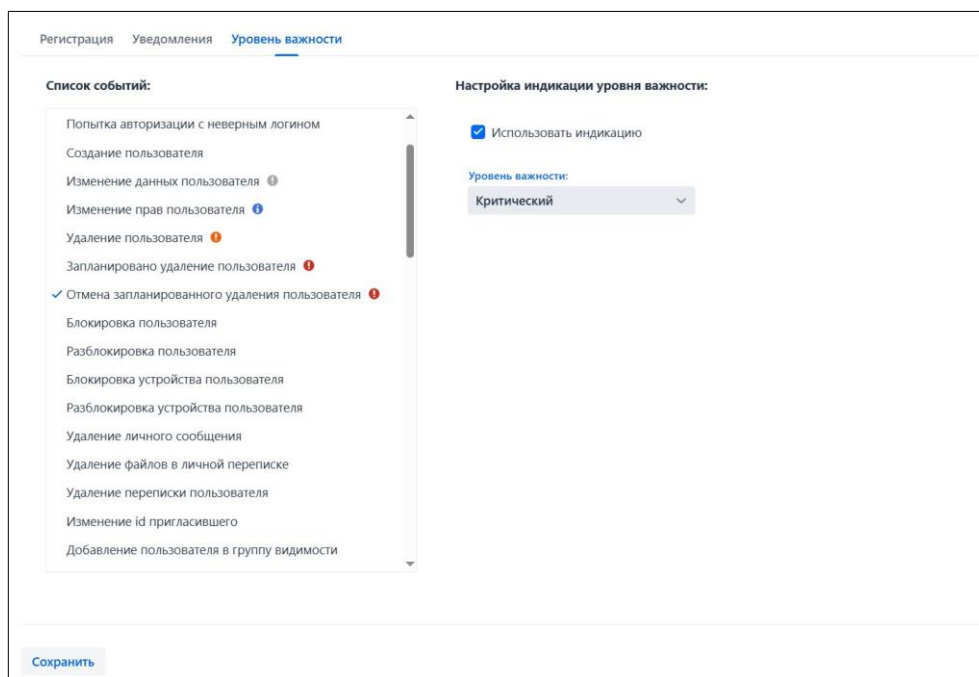 Регистрация Уведомления Уровень важности
Список событий:
Попытка авторизации с неверным логином
Создание пользователя
Изменение данных пользователя
Изменение прав пользователя
Удаление пользователя
Запланировано удаление пользователя
Отмена запланированного удаления пользователя
Блокировка пользователя
Разблокировка пользователя
Блокировка устройства пользователя
Разблокировка устройства пользователя
Удаление личного сообщения
Удаление файлов в личной переписке
Удаление переписки пользователя
Изменение id пригласившего
Добавление пользователя в группу видимости
Настройка индикации уровня важности:
Использовать индикацию
Уровень важности:
Критический
Сохранить